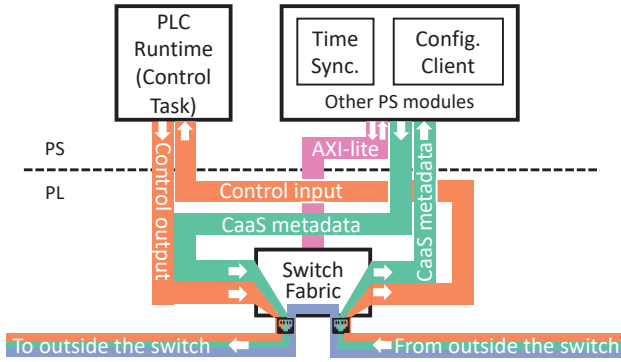 PLC
Runtime
(Control
Task)
Time
Sync.
Config.
Client
Other PS modules
PS
PL
AXI-lite
Control output
Control input
CaaS metadata
CaaS metadata
Switch
Fabric
To outside the switch
From outside the switch